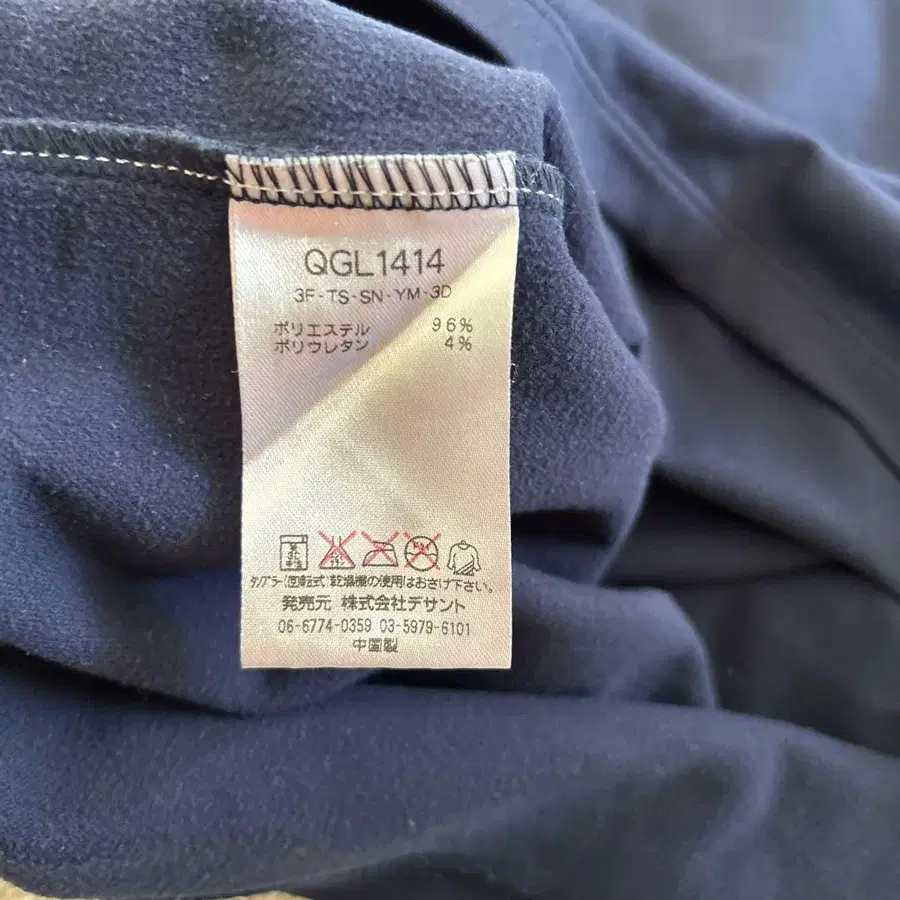 QGL1414
3F-TS-SN-YM-3D
ポリエステル 96%
ポリウレタン 4%
タンブラー(回転式)乾燥機の使用はおさけ下さい。
発売元 株式会社デサント
06-6774-0359 03-5979-6101
中国製